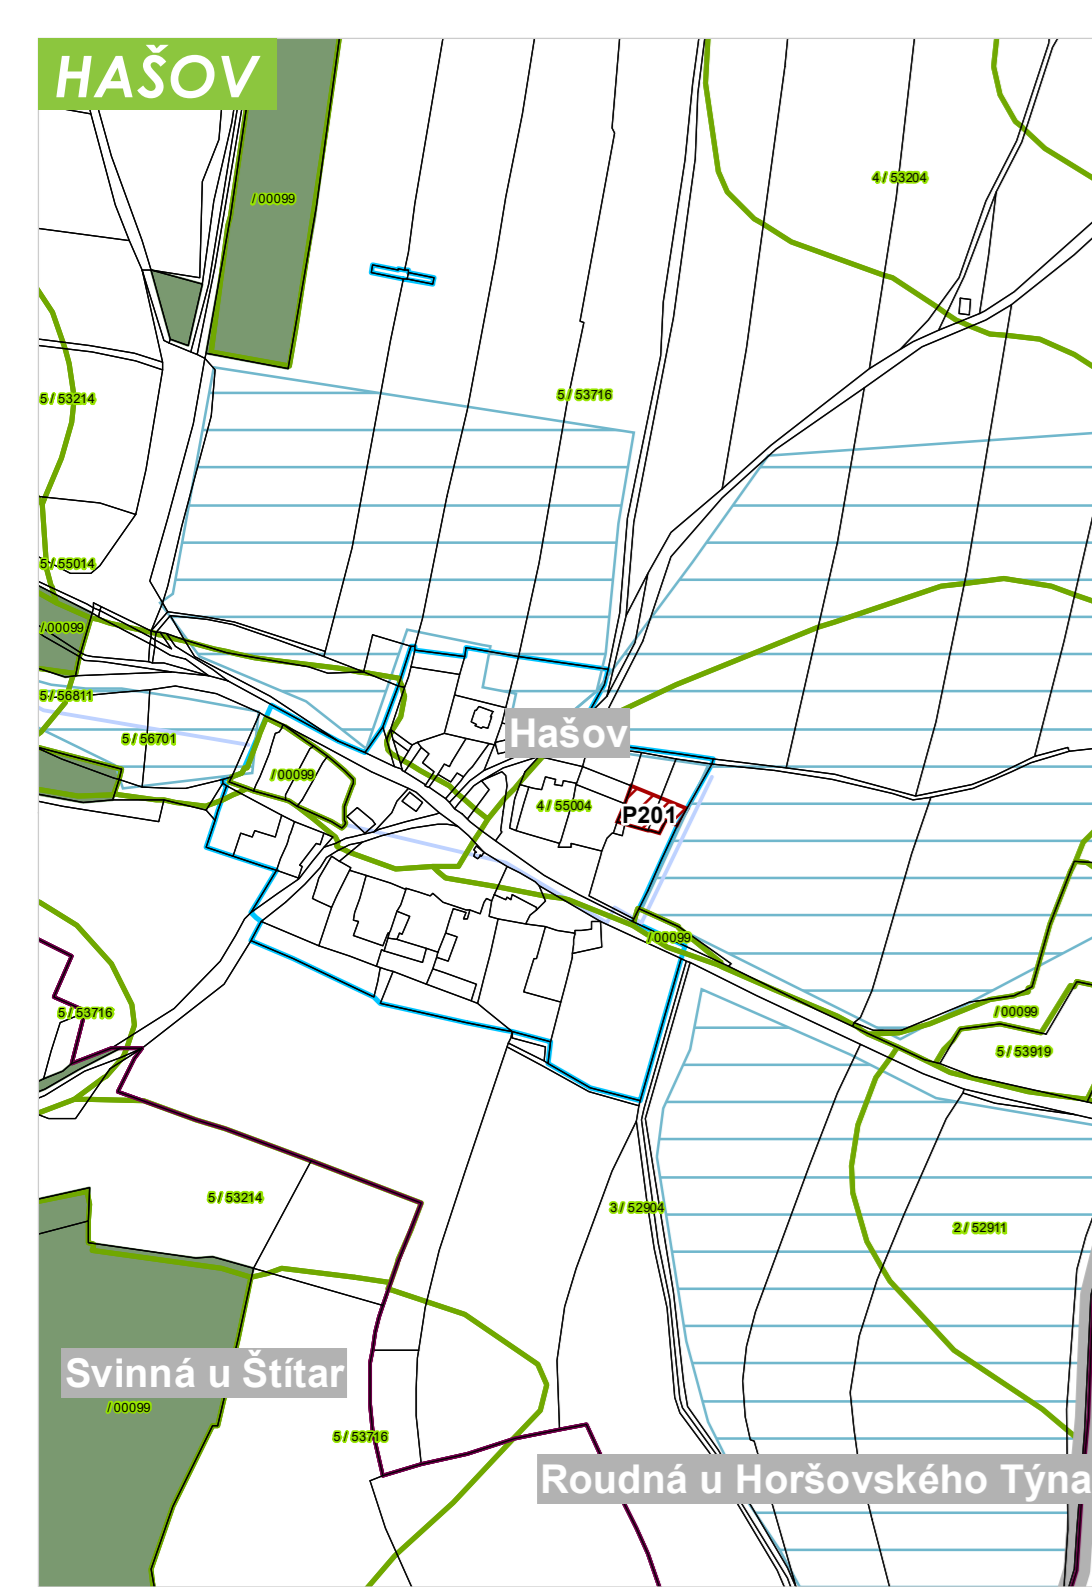 HAŠOV
4 / 53204
/ 00099
5 / 53214
5 / 53716
5 / 55014
/ 00099
5 / 56811
5 / 56701
Hašov
/ 00099
4 / 55004
P201
/ 00099
5 / 53716
/ 00099
5 / 53919
5 / 53214
3 / 52904
2 / 52911
Svinná u Štítar
/ 00099
5 / 53716
Roudná u Horšovského Týna